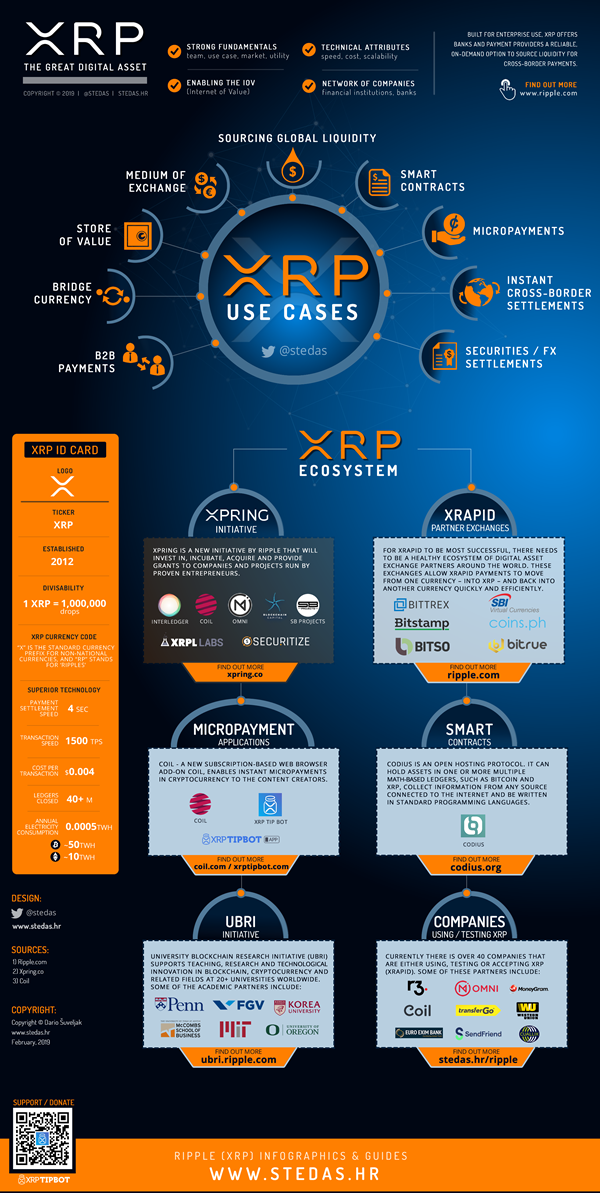 XRP
THE GREAT DIGITAL ASSET
COPYRIGHT © 2019 | @STEDAS | STEDAS.HR
STRONG FUNDAMENTALS
team, use case, market, utility
TECHNICAL ATTRIBUTES
speed, cost, scalability
ENABLING THE IOV
(Internet of Value)
NETWORK OF COMPANIES
financial institutions, banks
BUILT FOR ENTERPRISE USE, XRP OFFERS
BANKS AND PAYMENT PROVIDERS A RELIABLE,
ON-DEMAND OPTION TO SOURCE LIQUIDITY FOR
CROSS-BORDER PAYMENTS.
FIND OUT MORE
www.ripple.com
SOURCING GLOBAL LIQUIDITY
MEDIUM OF
EXCHANGE
SMART
CONTRACTS
STORE
OF VALUE
MICROPAYMENTS
BRIDGE
CURRENCY
INSTANT
CROSS-BORDER
SETTLEMENTS
B2B
PAYMENTS
SECURITIES / FX
SETTLEMENTS
XRP
USE CASES
@stedas
XRP ID CARD
LOGO
TICKER
XRP
ESTABLISHED
2012
DIVISABILITY
1 XRP = 1,000,000
drops
XRP CURRENCY CODE
"X" IS THE STANDARD CURRENCY
PREFIX FOR NON-NATIONAL
CURRENCIES, AND "RP" STANDS
FOR "RIPPLES"
SUPERIOR TECHNOLOGY
PAYMENT
SETTLEMENT
SPEED
4 SEC
TRANSACTION
SPEED
1500 TPS
COST PER
TRANSACTION
$0.004
LEDGERS
CLOSED
40+ M
ANNUAL
ELECTRICITY
CONSUMPTION
0.0005TWH
~50TWH
~10TWH
XRP
ECOSYSTEM
XPRING
INITIATIVE
XPRING IS A NEW INITIATIVE BY RIPPLE THAT WILL
INVEST IN, INCUBATE, ACQUIRE AND PROVIDE
GRANTS TO COMPANIES AND PROJECTS RUN BY
PROVEN ENTREPRENEURS.
INTERLEDGER
COIL
OMNI
BLOCKCHAIN
CAPITAL
SB
SB PROJECTS
XRPL LABS
SECURITIZE
FIND OUT MORE
xpring.co
XRAPID
PARTNER EXCHANGES
FOR XRAPID TO BE MOST SUCCESSFUL, THERE NEEDS
TO BE A HEALTHY ECOSYSTEM OF DIGITAL ASSET
EXCHANGE PARTNERS AROUND THE WORLD. THESE
EXCHANGES ALLOW XRAPID PAYMENTS TO MOVE
FROM ONE CURRENCY – INTO XRP – AND BACK INTO
ANOTHER CURRENCY QUICKLY AND EFFICIENTLY.
BITTREX
SBI
Virtual Currencies
Bitstamp
coins.ph
BITSO
bitrue
FIND OUT MORE
ripple.com
MICROPAYMENT
APPLICATIONS
COIL - A NEW SUBSCRIPTION-BASED WEB BROWSER
ADD-ON COIL, ENABLES INSTANT MICROPAYMENTS
IN CRYPTOCURRENCY TO THE CONTENT CREATORS.
COIL
XRP TIP BOT
XRPTIPBOT APP
FIND OUT MORE
coil.com / xrptipbot.com
SMART
CONTRACTS
CODIUS IS AN OPEN HOSTING PROTOCOL. IT CAN
HOLD ASSETS IN ONE OR MORE MULTIPLE
MATH-BASED LEDGERS, SUCH AS BITCOIN AND
XRP, COLLECT INFORMATION FROM ANY SOURCE
CONNECTED TO THE INTERNET AND BE WRITTEN
IN STANDARD PROGRAMMING LANGUAGES.
CODIUS
FIND OUT MORE
codius.org
UBRI
INITIATIVE
UNIVERSITY BLOCKCHAIN RESEARCH INITIATIVE (UBRI)
SUPPORTS TEACHING, RESEARCH AND TECHNOLOGICAL
INNOVATION IN BLOCKCHAIN, CRYPTOCURRENCY AND
RELATED FIELDS AT 20+ UNIVERSITIES WORLDWIDE.
SOME OF THE ACADEMIC PARTNERS INCLUDE:
Penn
FGV
KOREA
UNIVERSITY
McCOMBS
SCHOOL OF
BUSINESS
MIT
UNIVERSITY OF
OREGON
FIND OUT MORE
ubri.ripple.com
COMPANIES
USING / TESTING XRP
CURRENTLY THERE IS OVER 40 COMPANIES THAT
ARE EITHER USING, TESTING OR ACCEPTING XRP
(XRAPID). SOME OF THESE PARTNERS INCLUDE:
r3.
OMNI
MoneyGram.
Coil
transferGo
WU
WESTERN
UNION
EURO EXIM BANK
SendFriend
FIND OUT MORE
stedas.hr/ripple
DESIGN:
@stedas
www.stedas.hr
SOURCES:
1) Ripple.com
2) Xpring.co
3) Coil
COPYRIGHT:
Copyright © Dario Šuveljak
www.stedas.hr
February, 2019
SUPPORT / DONATE
XRPTIPBOT
RIPPLE (XRP) INFOGRAPHICS & GUIDES
WWW.STEDAS.HR